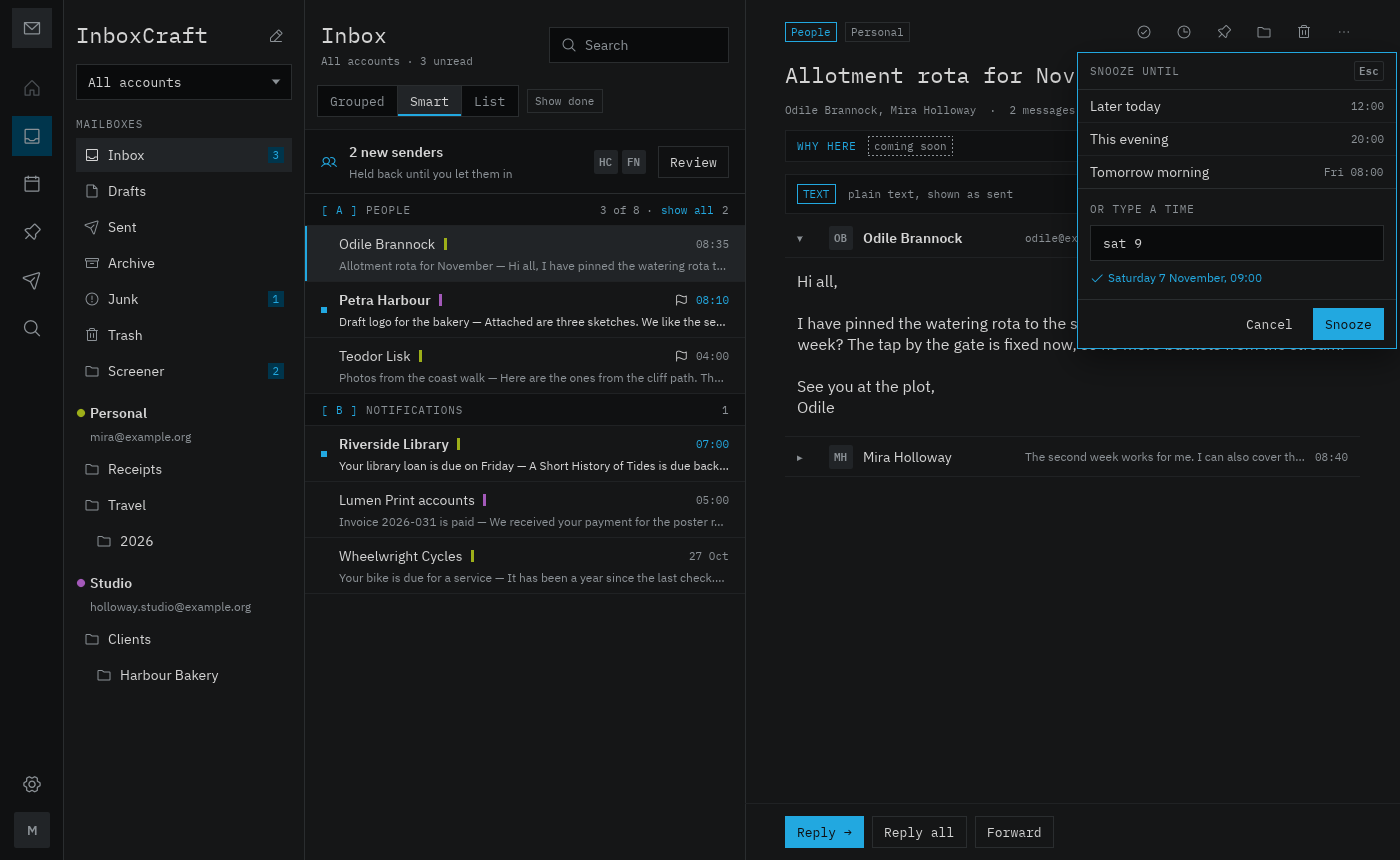 InboxCraft
All accounts
MAILBOXES
Inbox 3
Drafts
Sent
Archive
Junk 1
Trash
Screener 2
Personal
mira@example.org
Receipts
Travel
2026
Studio
holloway.studio@example.org
Clients
Harbour Bakery
M
Inbox
All accounts · 3 unread
Search
Grouped Smart List Show done
2 new senders
Held back until you let them in
HC FN Review
[ A ] PEOPLE 3 of 8 · show all 2
Odile Brannock 08:35
Allotment rota for November — Hi all, I have pinned the watering rota t…
Petra Harbour 08:10
Draft logo for the bakery — Attached are three sketches. We like the se…
Teodor Lisk 04:00
Photos from the coast walk — Here are the ones from the cliff path. Th…
[ B ] NOTIFICATIONS 1
Riverside Library 07:00
Your library loan is due on Friday — A Short History of Tides is due back…
Lumen Print accounts 05:00
Invoice 2026-031 is paid — We received your payment for the poster r…
Wheelwright Cycles 27 Oct
Your bike is due for a service — It has been a year since the last check.…
People Personal
Allotment rota for Nov
Odile Brannock, Mira Holloway · 2 messages
WHY HERE coming soon
TEXT plain text, shown as sent
OB Odile Brannock odile@ex
Hi all,
I have pinned the watering rota to the s
week? The tap by the gate is fixed now,
See you at the plot,
Odile
MH Mira Holloway The second week works for me. I can also cover th… 08:40
Reply → Reply all Forward
SNOOZE UNTIL Esc
Later today 12:00
This evening 20:00
Tomorrow morning Fri 08:00
OR TYPE A TIME
sat 9
Saturday 7 November, 09:00
Cancel Snooze